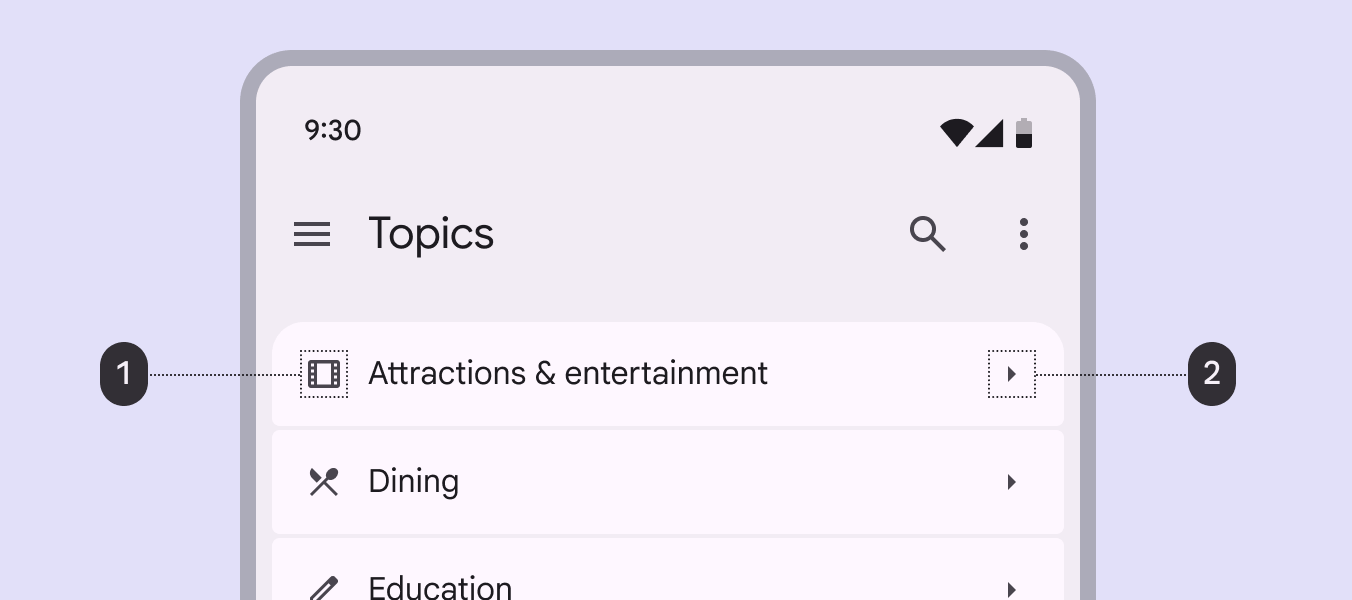 9:30
Topics
1
Attractions & entertainment
2
Dining
Education